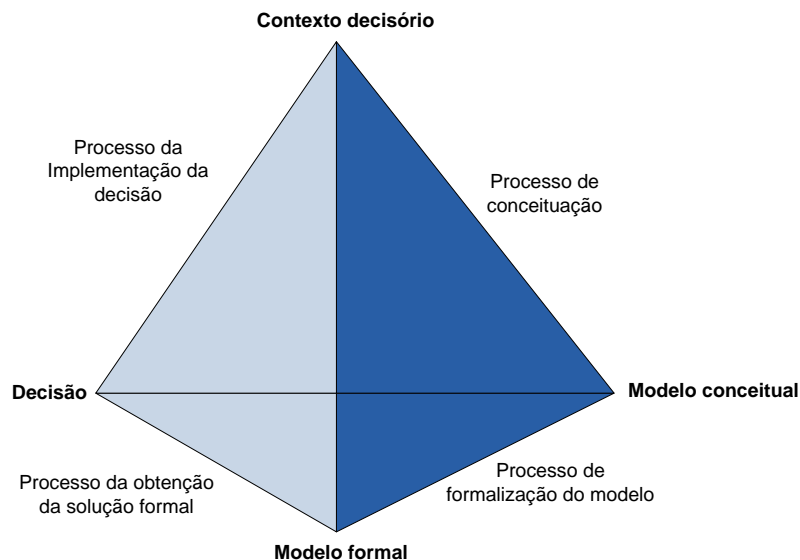 Contexto decisório
Processo da
Implementação da
decisão
Processo de
conceituação
Decisão
Modelo conceitual
Processo da obtenção
da solução formal
Processo de
formalização do modelo
Modelo formal